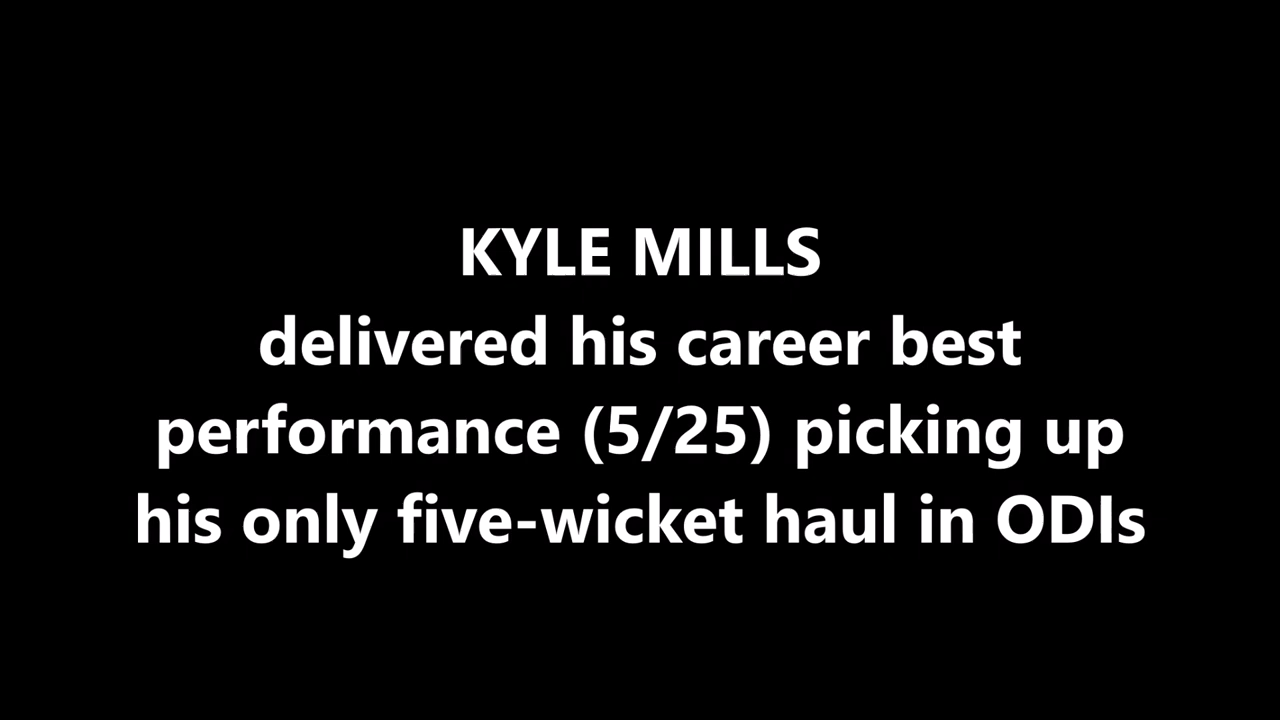 KYLE MILLS
delivered his career best
performance (5/25) picking up
his only five-wicket haul in ODIs